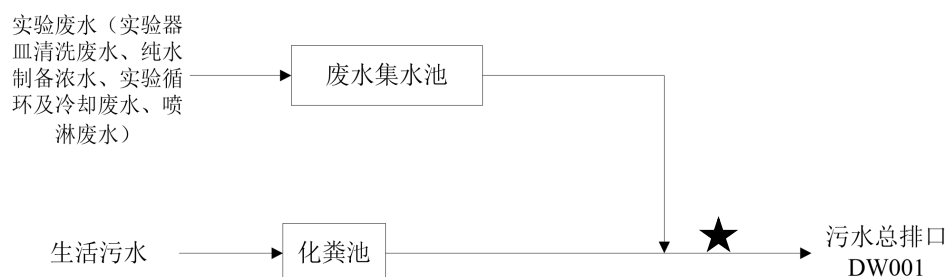 实验废水（实验器
皿清洗废水、纯水
制备浓水、实验循
环及冷却废水、喷
淋废水）
废水集水池
生活污水
化粪池
污水总排口
DW001